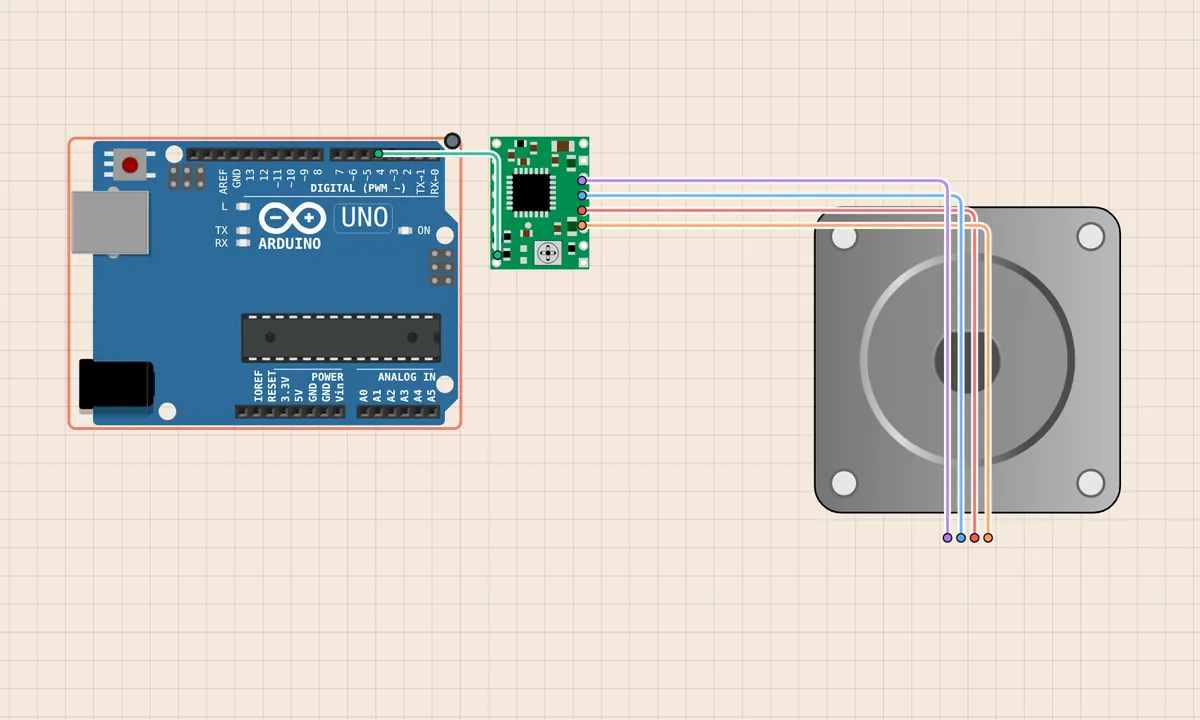 AREF
GND
13
12
~11
~10
~9
8
7
~6
~5
4
~3
2
TX→1
RX←0
DIGITAL (PWM ~)
L
TX
RX
UNO
ARDUINO
ON
IOREF
RESET
3.3V
5V
GND
GND
Vin
POWER
ANALOG IN
A0
A1
A2
A3
A4
A5